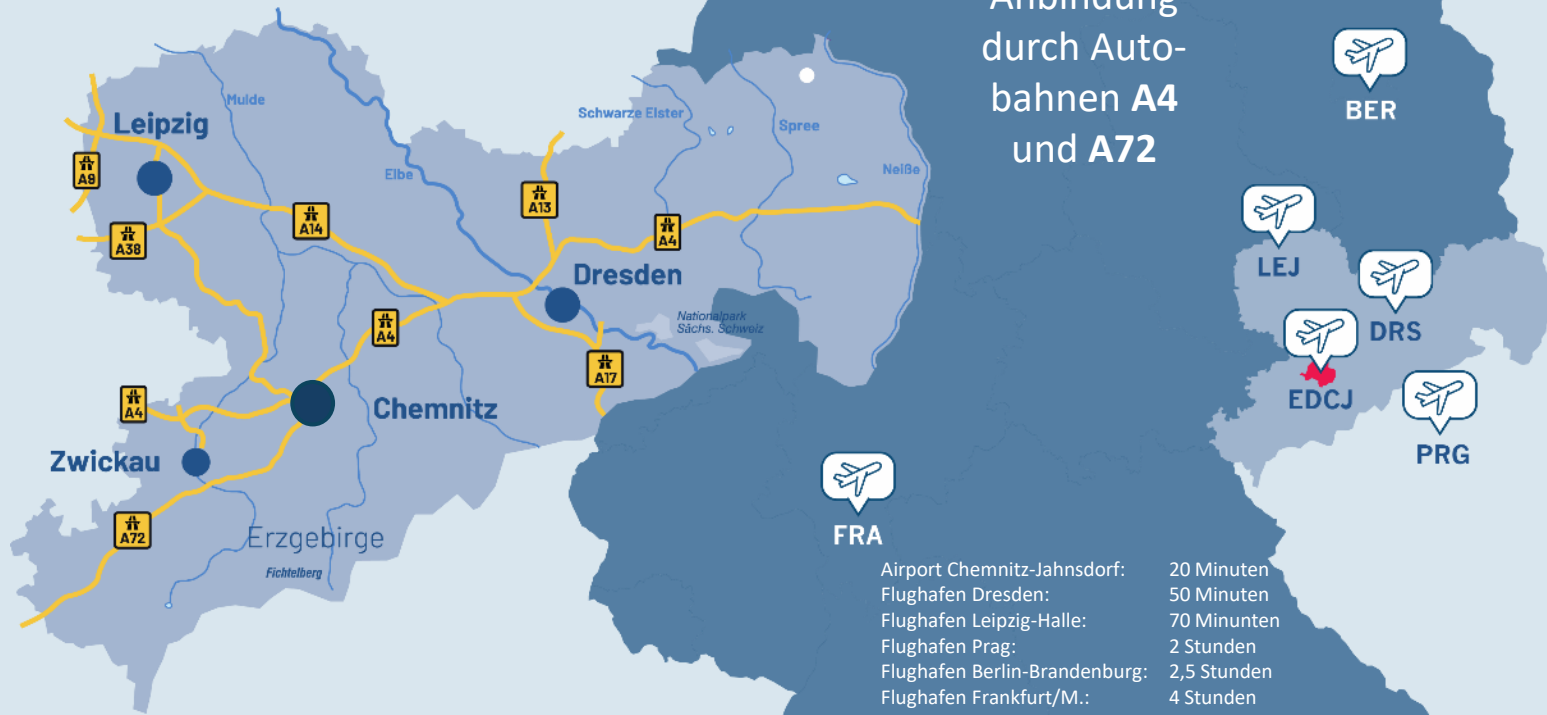 Anbindung
durch Auto-
bahnen A4
und A72
Leipzig
Mulde
Elbe
Schwarze Elster
Spree
Neiße
A9
A38
A14
A13
A4
Dresden
Nationalpark
Sächs. Schweiz
A4
A17
A4
Chemnitz
Zwickau
A72
Erzgebirge
Fichtelberg
BER
LEJ
DRS
EDCJ
PRG
FRA
Airport Chemnitz-Jahnsdorf: 20 Minuten
Flughafen Dresden: 50 Minuten
Flughafen Leipzig-Halle: 70 Minunten
Flughafen Prag: 2 Stunden
Flughafen Berlin-Brandenburg: 2,5 Stunden
Flughafen Frankfurt/M.: 4 Stunden